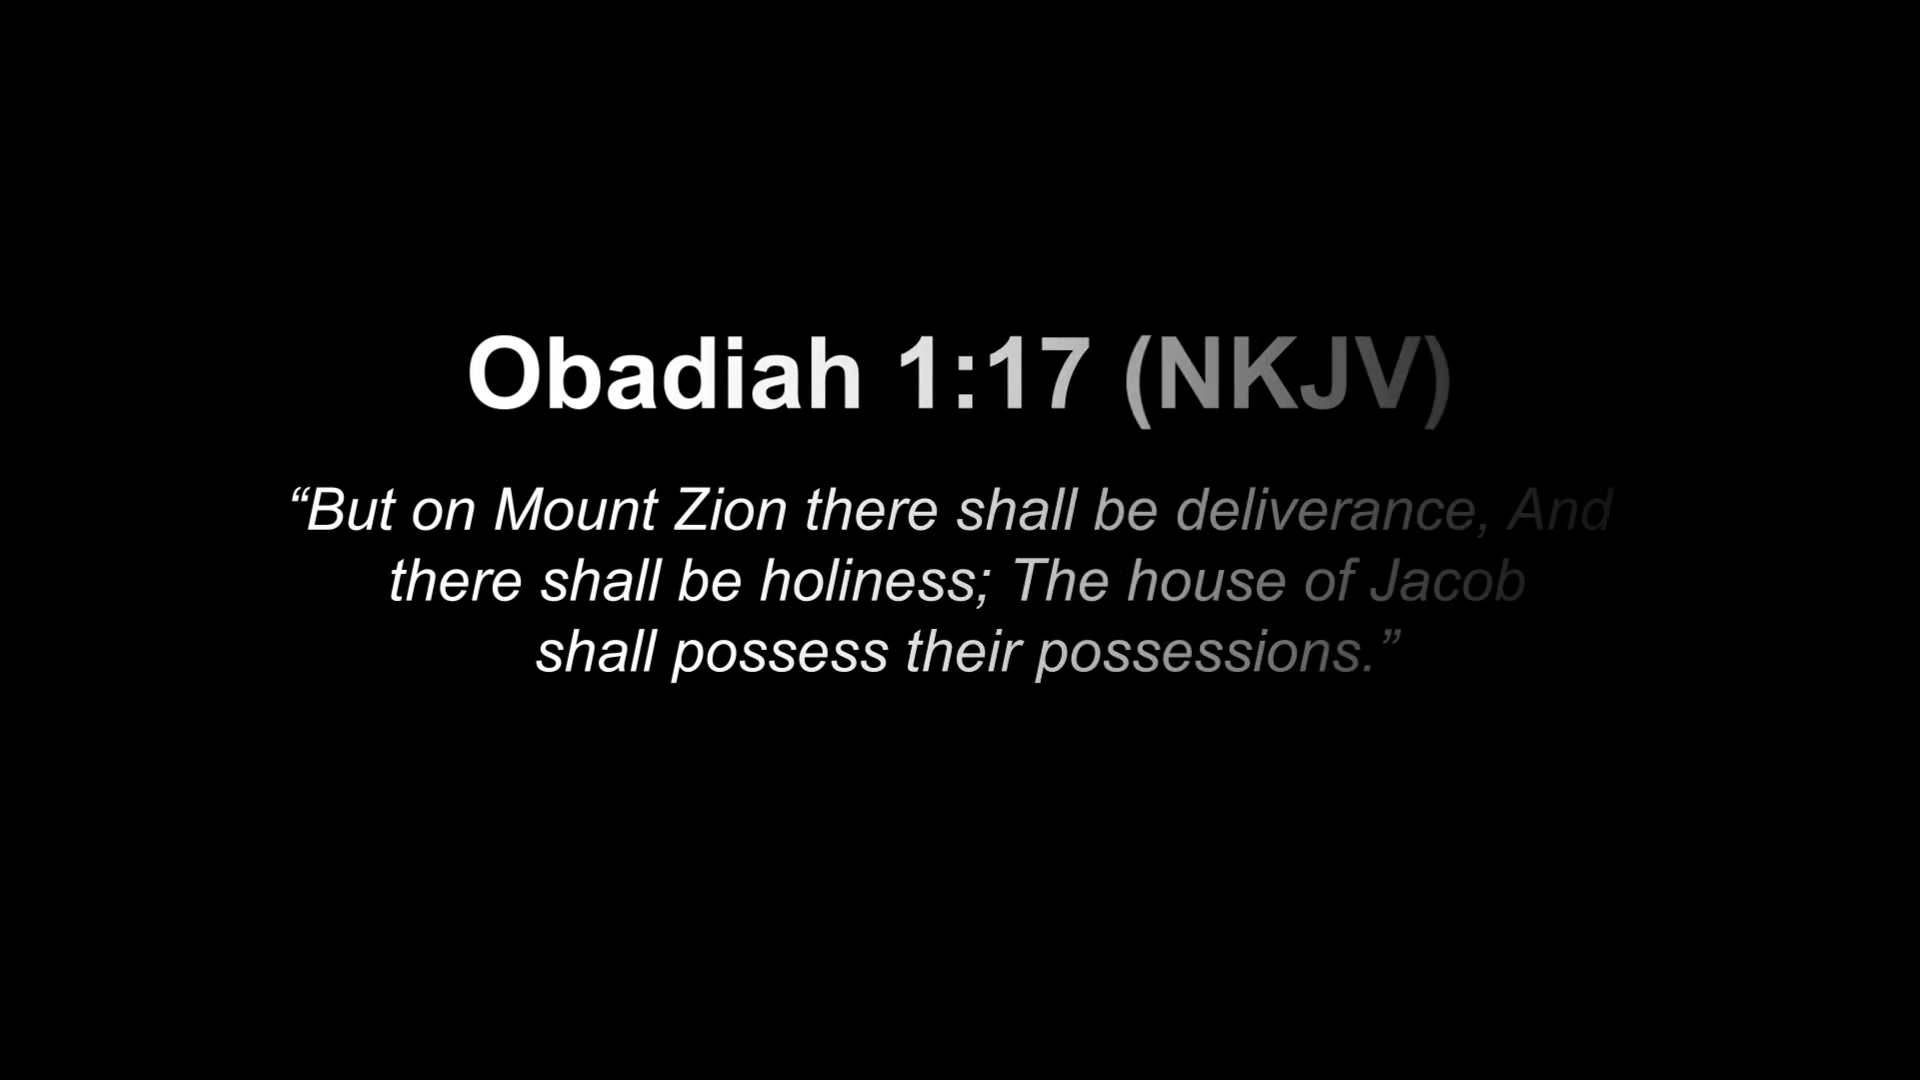 Obadiah 1:17 (NKJV)
“But on Mount Zion there shall be deliverance, And
there shall be holiness; The house of Jacob
shall possess their possessions.”